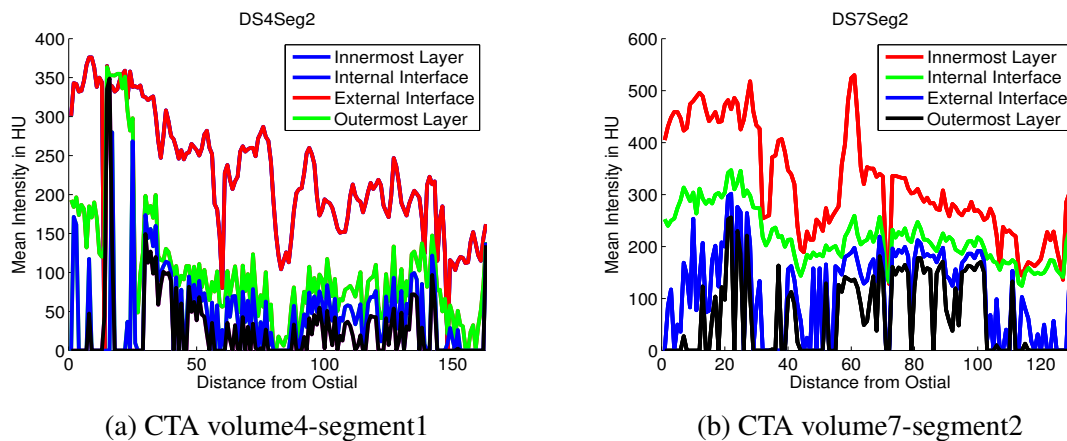 DS4Seg2
400
350
300
250
200
150
100
50
0
Mean Intensity in HU
0
50
100
150
Distance from Ostial
Innermost Layer
Internal Interface
External Interface
Outermost Layer
(a) CTA volume4-segment1
DS7Seg2
600
500
400
300
200
100
0
Mean Intensity in HU
0
20
40
60
80
100
120
Distance from Ostial
Innermost Layer
Internal Interface
External Interface
Outermost Layer
(b) CTA volume7-segment2